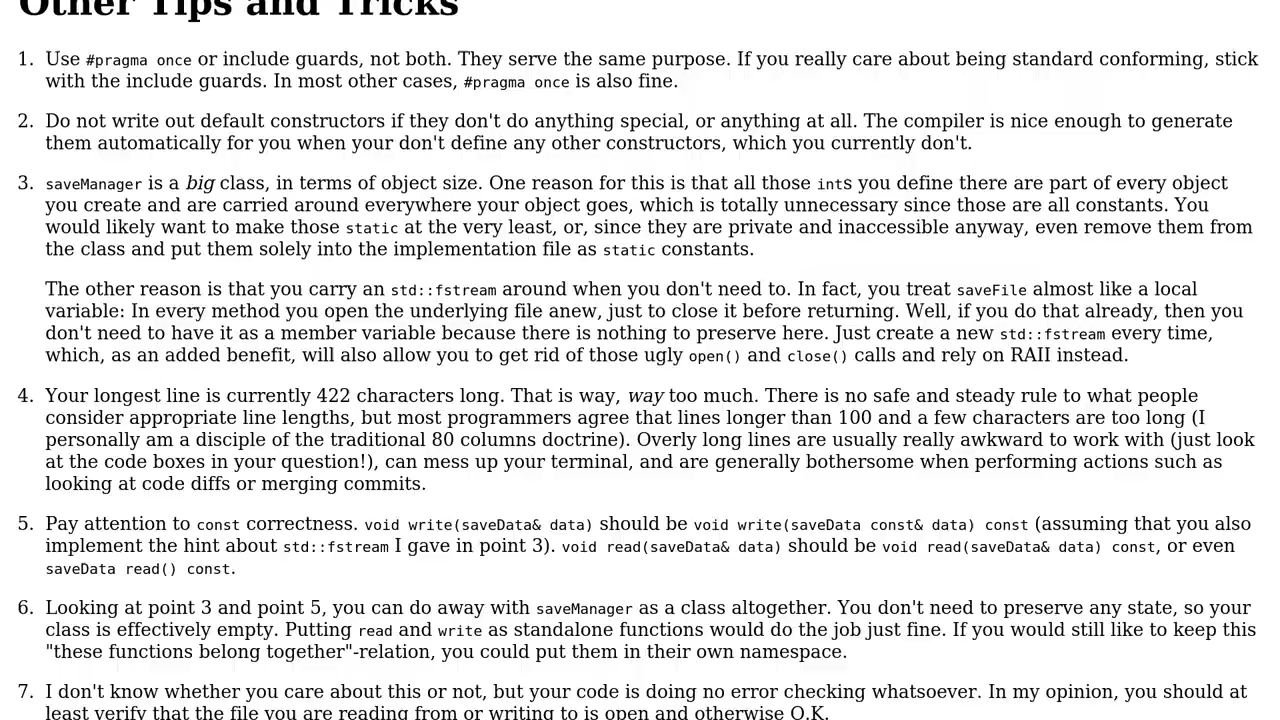 Other Tips and Tricks
1. Use #pragma once or include guards, not both. They serve the same purpose. If you really care about being standard conforming, stick
with the include guards. In most other cases, #pragma once is also fine.
2. Do not write out default constructors if they don't do anything special, or anything at all. The compiler is nice enough to generate
them automatically for you when your don't define any other constructors, which you currently don't.
3. saveManager is a big class, in terms of object size. One reason for this is that all those ints you define there are part of every object
you create and are carried around everywhere your object goes, which is totally unnecessary since those are all constants. You
would likely want to make those static at the very least, or, since they are private and inaccessible anyway, even remove them from
the class and put them solely into the implementation file as static constants.
The other reason is that you carry an std::fstream around when you don't need to. In fact, you treat saveFile almost like a local
variable: In every method you open the underlying file anew, just to close it before returning. Well, if you do that already, then you
don't need to have it as a member variable because there is nothing to preserve here. Just create a new std::fstream every time,
which, as an added benefit, will also allow you to get rid of those ugly open() and close() calls and rely on RAII instead.
4. Your longest line is currently 422 characters long. That is way, way too much. There is no safe and steady rule to what people
consider appropriate line lengths, but most programmers agree that lines longer than 100 and a few characters are too long (I
personally am a disciple of the traditional 80 columns doctrine). Overly long lines are usually really awkward to work with (just look
at the code boxes in your question!), can mess up your terminal, and are generally bothersome when performing actions such as
looking at code diffs or merging commits.
5. Pay attention to const correctness. void write(saveData& data) should be void write(saveData const& data) const (assuming that you also
implement the hint about std::fstream I gave in point 3). void read(saveData& data) should be void read(saveData& data) const, or even
saveData read() const.
6. Looking at point 3 and point 5, you can do away with saveManager as a class altogether. You don't need to preserve any state, so your
class is effectively empty. Putting read and write as standalone functions would do the job just fine. If you would still like to keep this
"these functions belong together"-relation, you could put them in their own namespace.
7. I don't know whether you care about this or not, but your code is doing no error checking whatsoever. In my opinion, you should at
least verify that the file you are reading from or writing to is open and otherwise O.K.